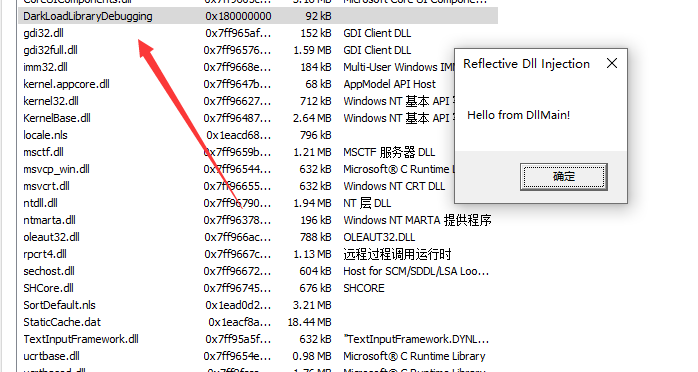 CoreUIComponents.dll
DarkLoadLibraryDebugging 0x180000000 92 kB
gdi32.dll 0x7ff965af... 152 kB GDI Client DLL
gdi32full.dll 0x7ff96576... 1.59 MB GDI Client DLL
imm32.dll 0x7ff9668e... 184 kB Multi-User Windows IMM
kernel.appcore.dll 0x7ff9647b... 68 kB AppModel API Host
kernel32.dll 0x7ff96627... 712 kB Windows NT 基本 API
KernelBase.dll 0x7ff96487... 2.64 MB Windows NT 基本 API
locale.nls 0x1eacd68... 796 kB
msctf.dll 0x7ff9659b... 1.21 MB MSCTF 服务器 DLL
msvcp_win.dll 0x7ff96544... 632 kB Microsoft® C Runtime L
msvcrt.dll 0x7ff96655... 632 kB Windows NT CRT DLL
ntdll.dll 0x7ff96790... 1.94 MB NT 层 DLL
ntmarta.dll 0x7ff96378... 196 kB Windows NT MARTA 提供程序
oleaut32.dll 0x7ff966ac... 788 kB OLEAUT32.DLL
rpcrt4.dll 0x7ff9667c... 1.13 MB 远程过程调用运行时
sechost.dll 0x7ff96672... 604 kB Host for SCM/SDDL/LSA Loo...
SHCore.dll 0x7ff96745... 676 kB SHCORE
SortDefault.nls 0x1ead0d2... 3.21 MB
StaticCache.dat 0x1eacf8a... 18.44 MB
TextInputFramework.dll 0x7ff95a5f... 632 kB "TextInputFramework.DYNL...
ucrtbase.dll 0x7ff9654e... 0.98 MB Microsoft® C Runtime Library
Reflective Dll Injection
Hello from DllMain!
确定